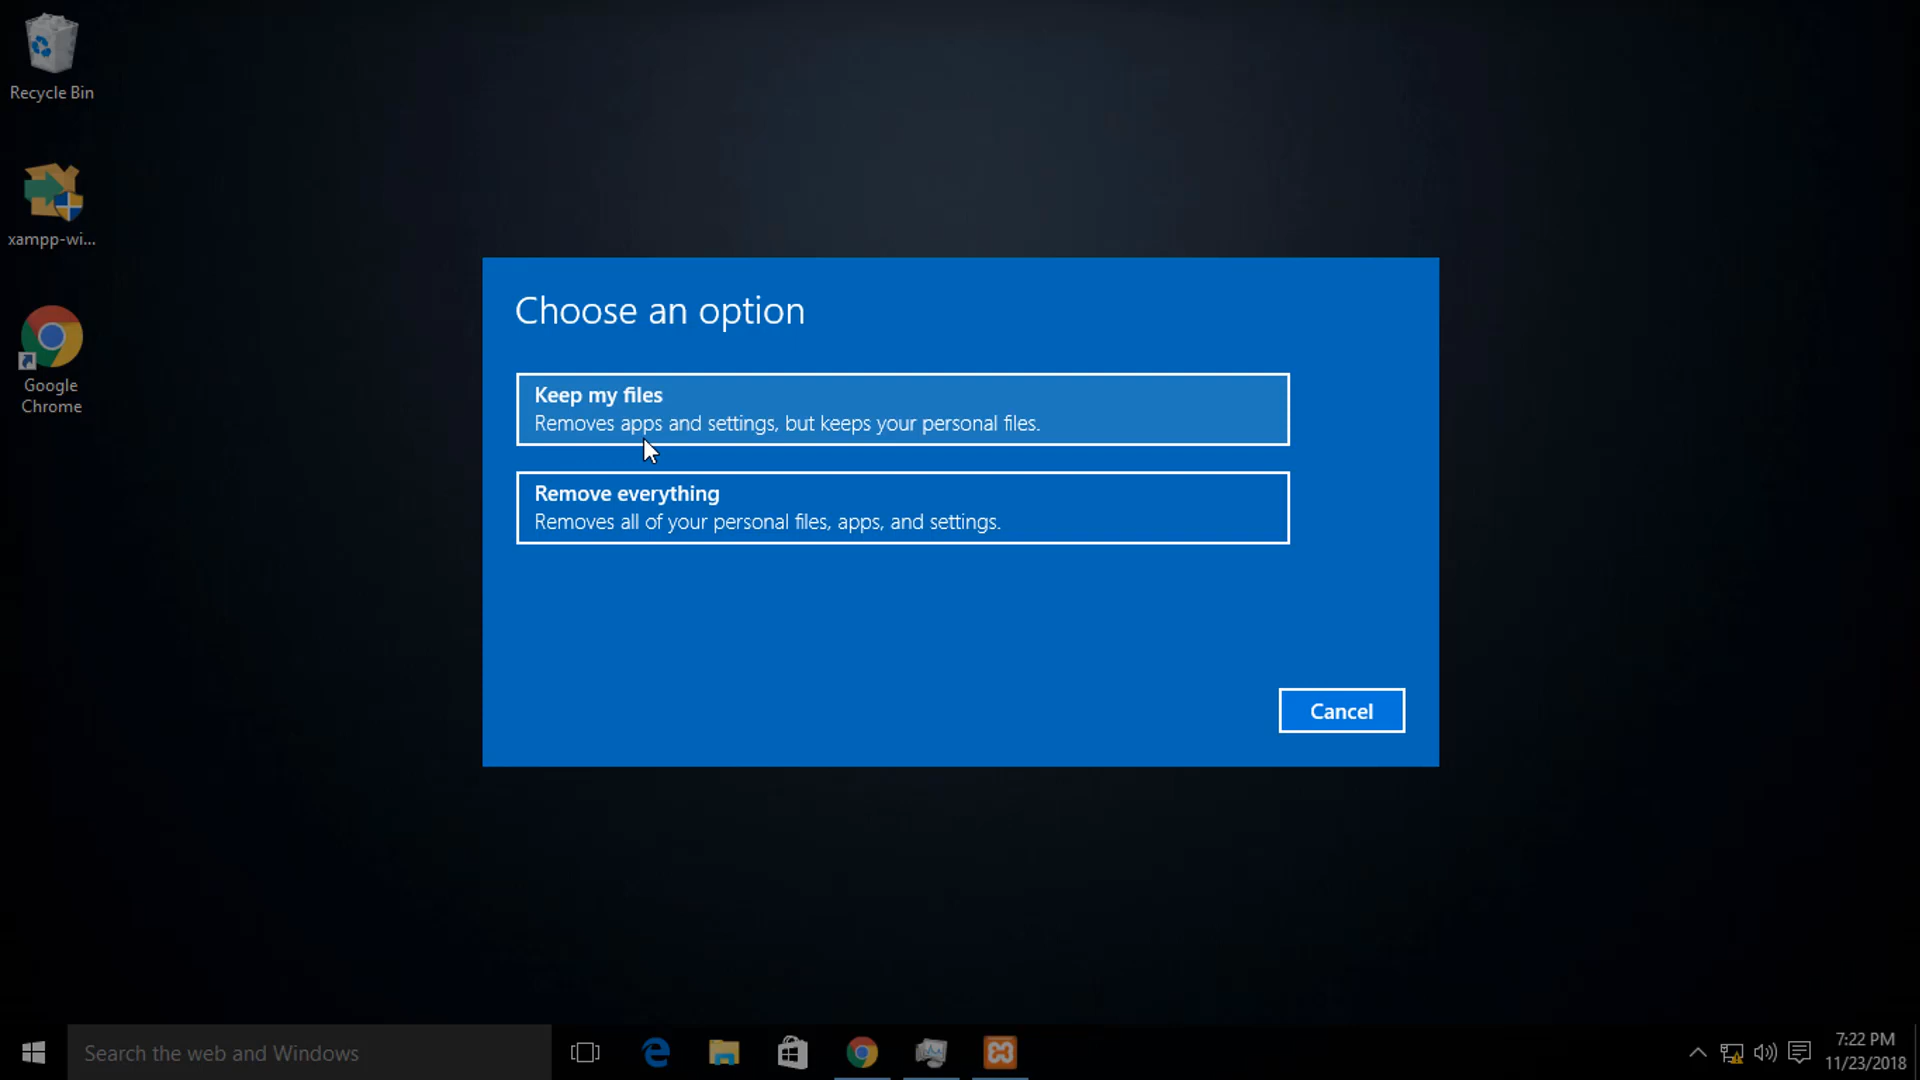 Recycle Bin
xampp-wi...
Google
Chrome
Choose an option
Keep my files
Removes apps and settings, but keeps your personal files.
Remove everything
Removes all of your personal files, apps, and settings.
Cancel
Search the web and Windows
7:22 PM
11/23/2018